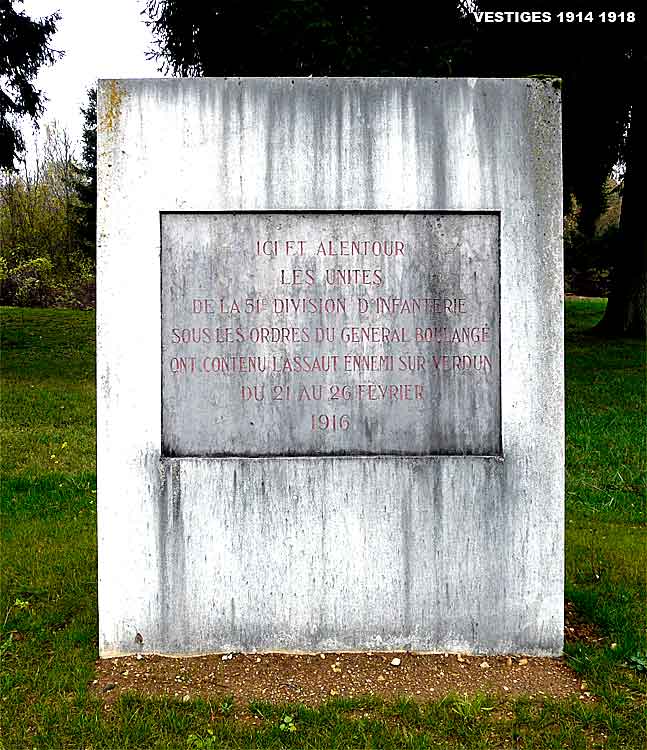 VESTIGES 1914 1918
ICI ET ALENTOUR
LES UNITES
DE LA 51E DIVISION D'INFANTERIE
SOUS LES ORDRES DU GENERAL BOULANGÉ
ONT CONTENU L'ASSAUT ENNEMI SUR VERDUN
DU 21 AU 26 FÉVRIER
1916